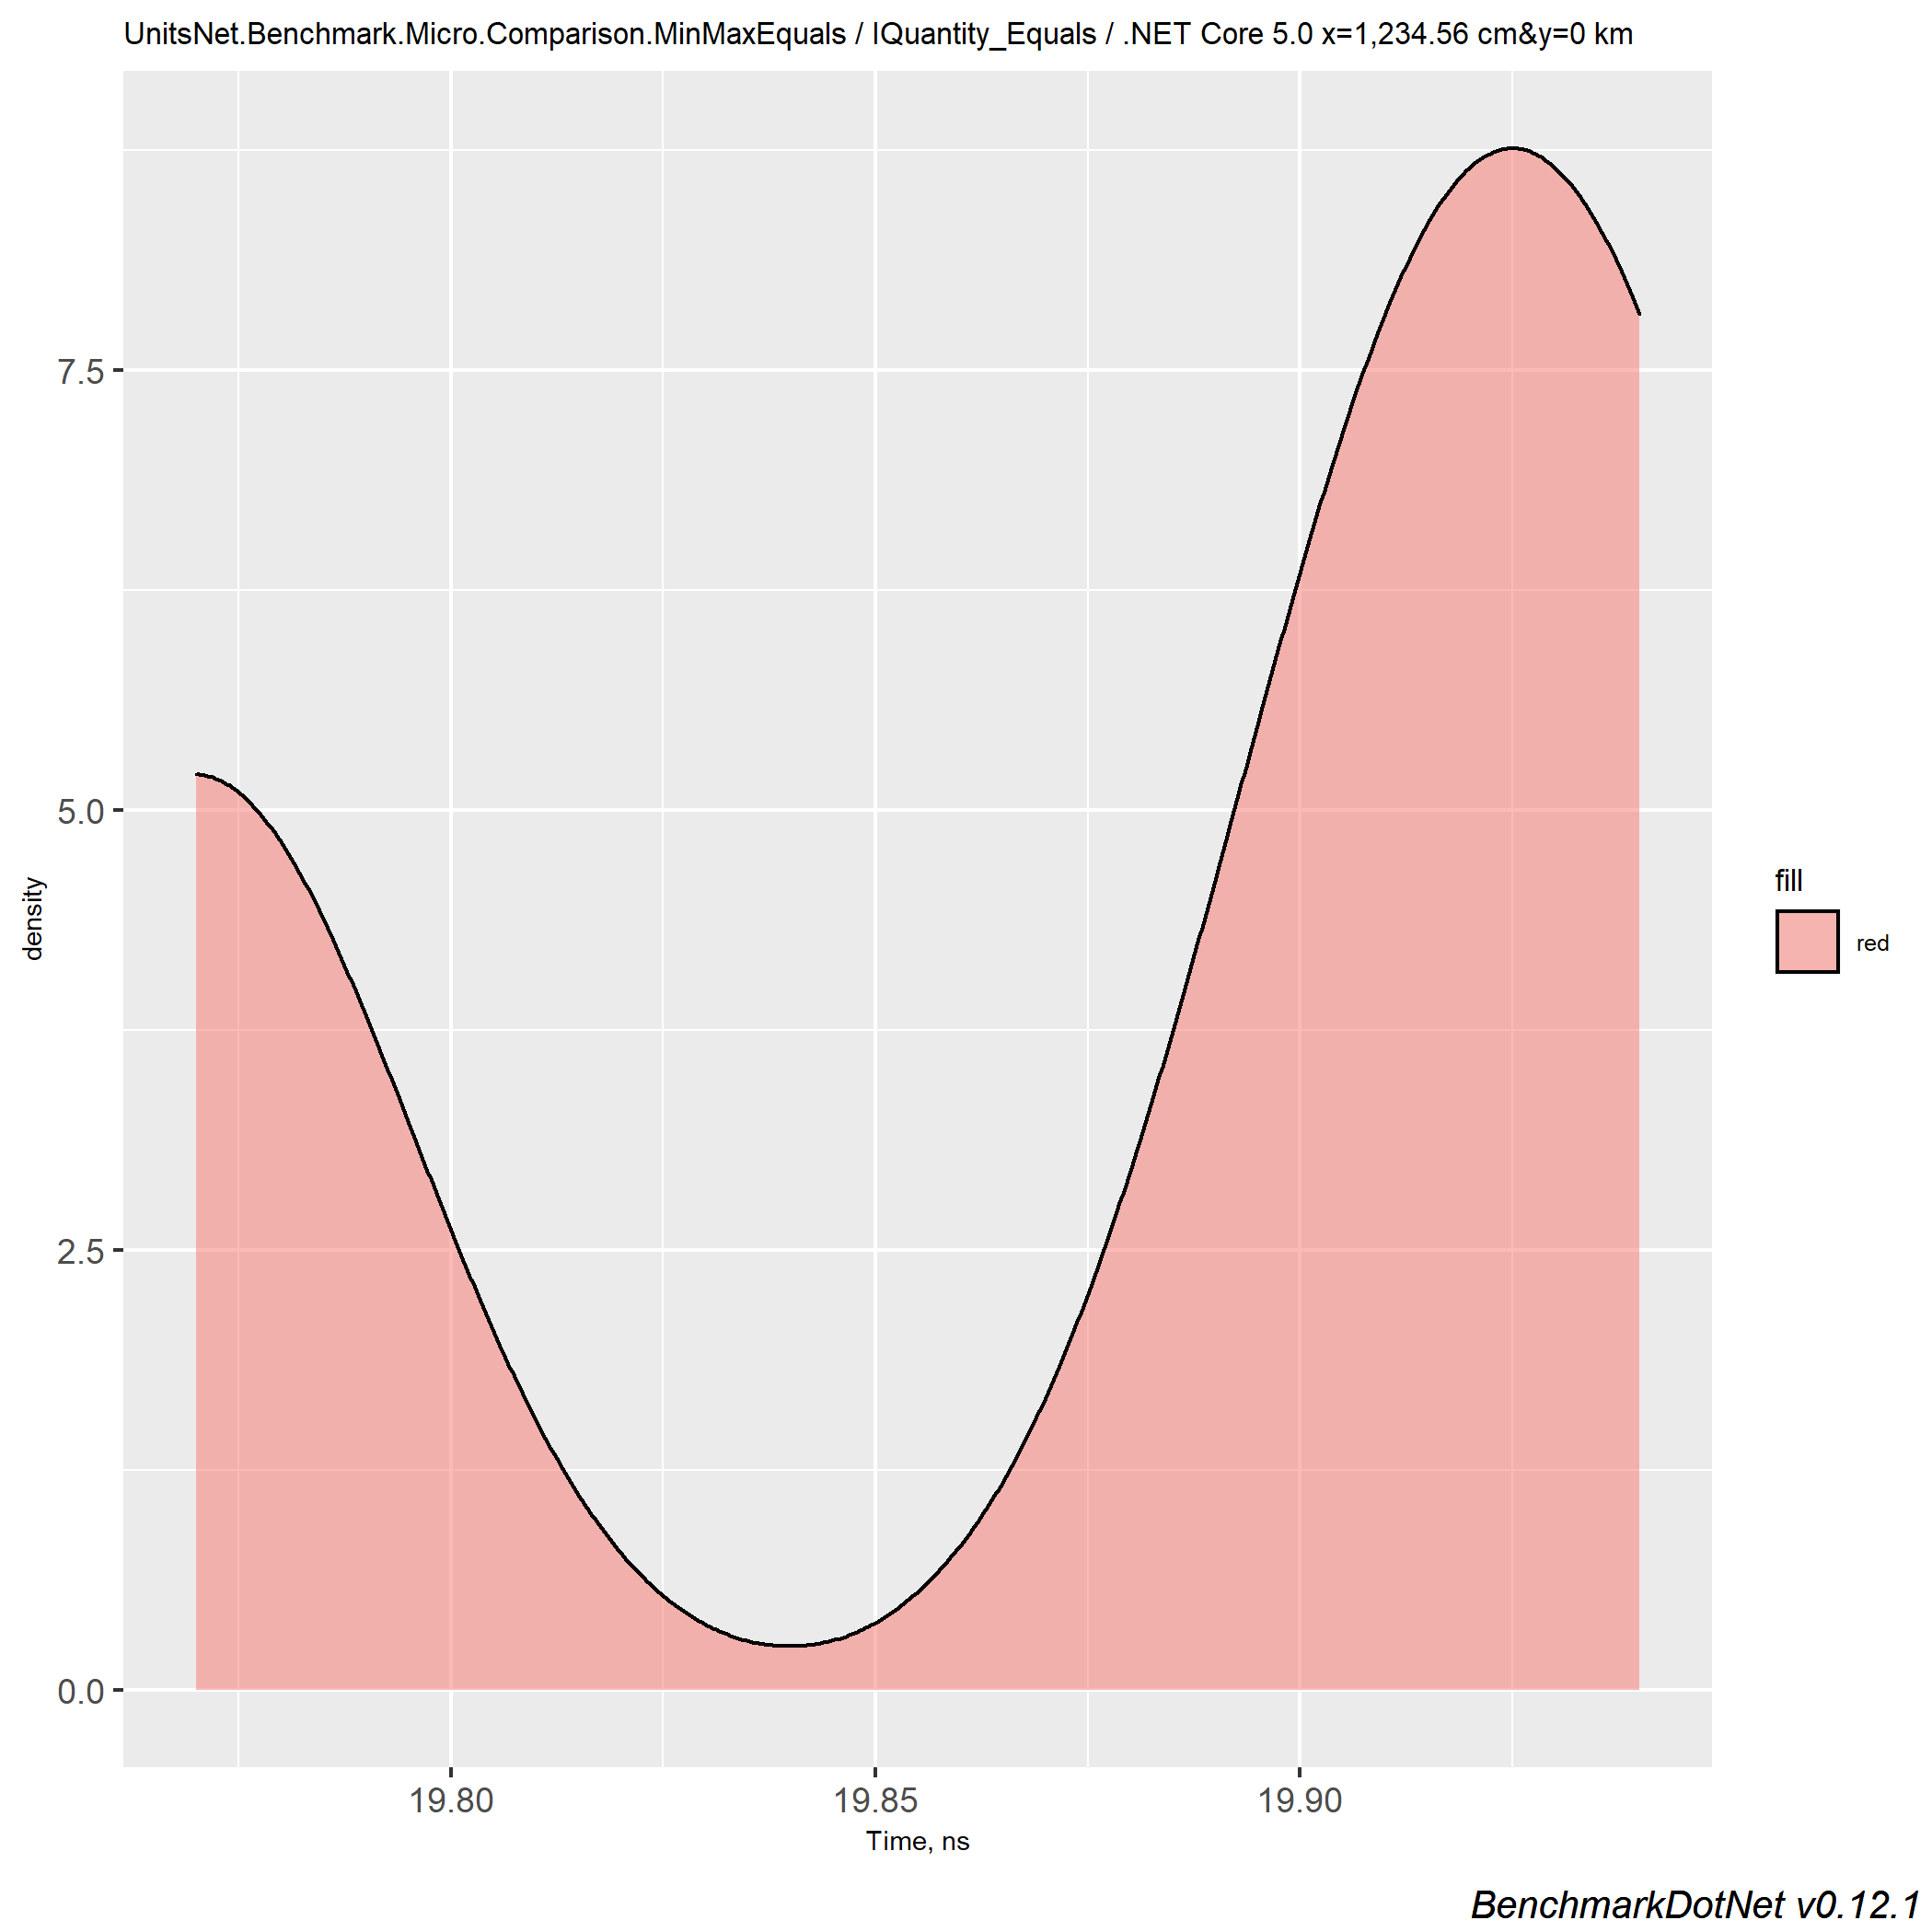 UnitsNet.Benchmark.Micro.Comparison.MinMaxEquals / IQuantity_Equals / .NET Core 5.0 x=1,234.56 cm&y=0 km
7.5
5.0
2.5
0.0
density
19.80 19.85 19.90
Time, ns
fill
red
BenchmarkDotNet v0.12.1